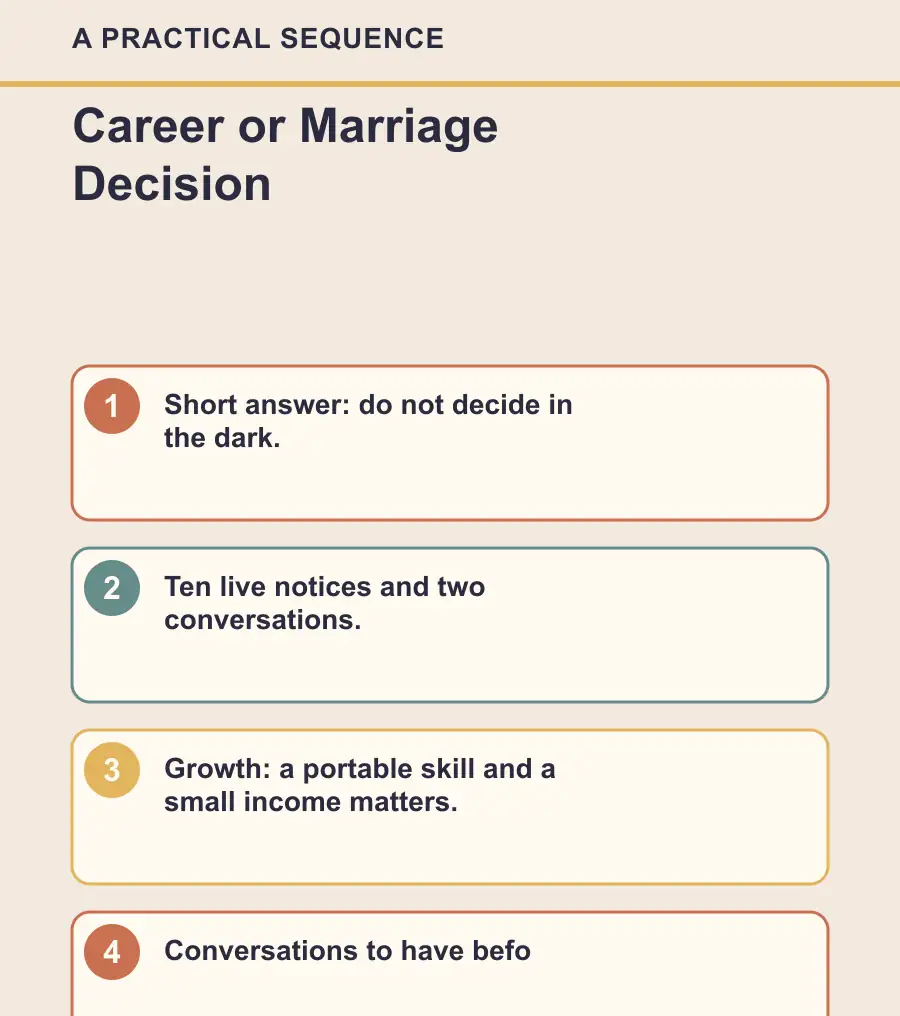 A PRACTICAL SEQUENCE
Career or Marriage
Decision
1
Short answer: do not decide in
the dark.
2
Ten live notices and two
conversations.
3
Growth: a portable skill and a
small income matters.
4
Conversations to have befo